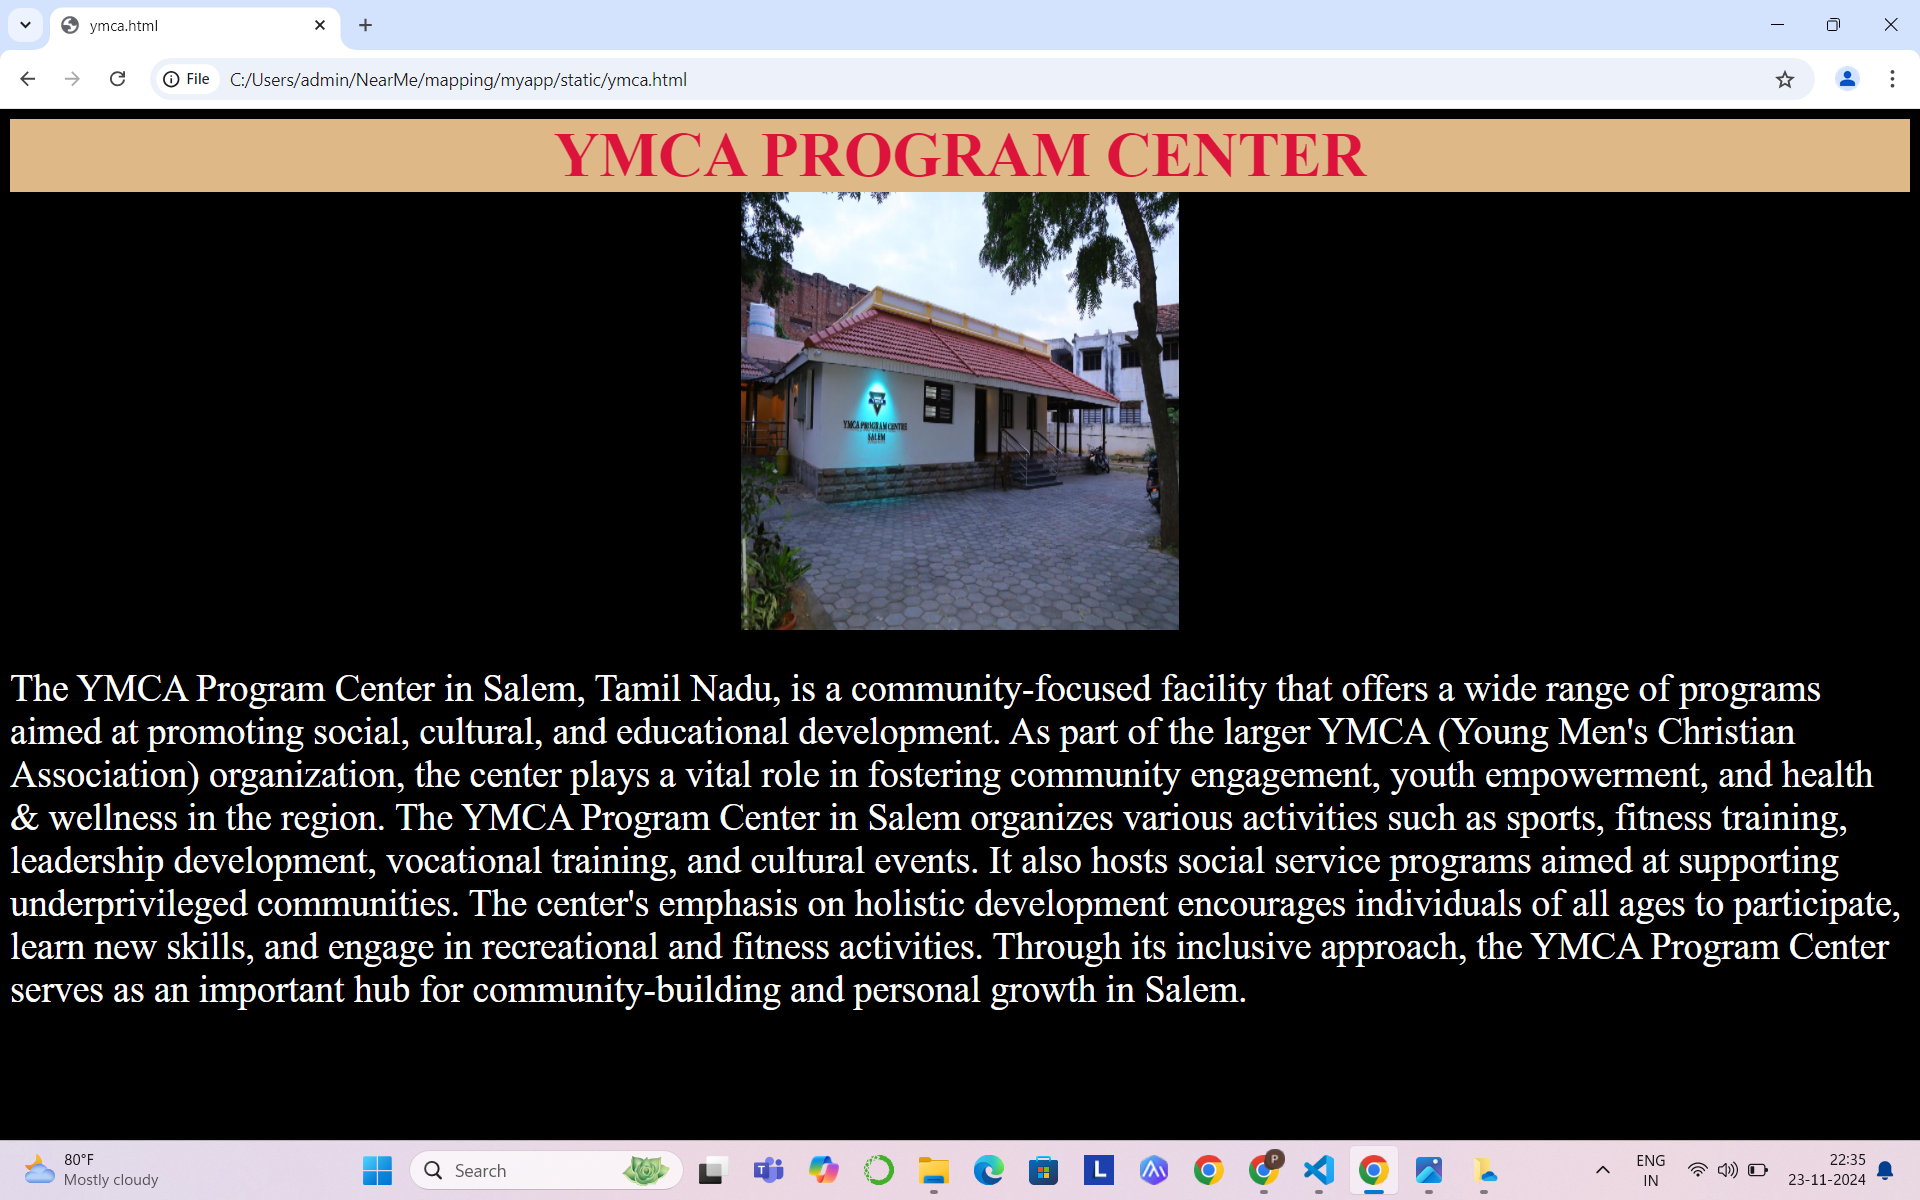 ymca.html
File
C:/Users/admin/NearMe/mapping/myapp/static/ymca.html
YMCA PROGRAM CENTER
YMCA PROGRAM CENTRE
SALEM
The YMCA Program Center in Salem, Tamil Nadu, is a community-focused facility that offers a wide range of programs
aimed at promoting social, cultural, and educational development. As part of the larger YMCA (Young Men's Christian
Association) organization, the center plays a vital role in fostering community engagement, youth empowerment, and health
& wellness in the region. The YMCA Program Center in Salem organizes various activities such as sports, fitness training,
leadership development, vocational training, and cultural events. It also hosts social service programs aimed at supporting
underprivileged communities. The center's emphasis on holistic development encourages individuals of all ages to participate,
learn new skills, and engage in recreational and fitness activities. Through its inclusive approach, the YMCA Program Center
serves as an important hub for community-building and personal growth in Salem.
80°F
Mostly cloudy
Search
T
L
P
ENG
IN
22:35
23-11-2024